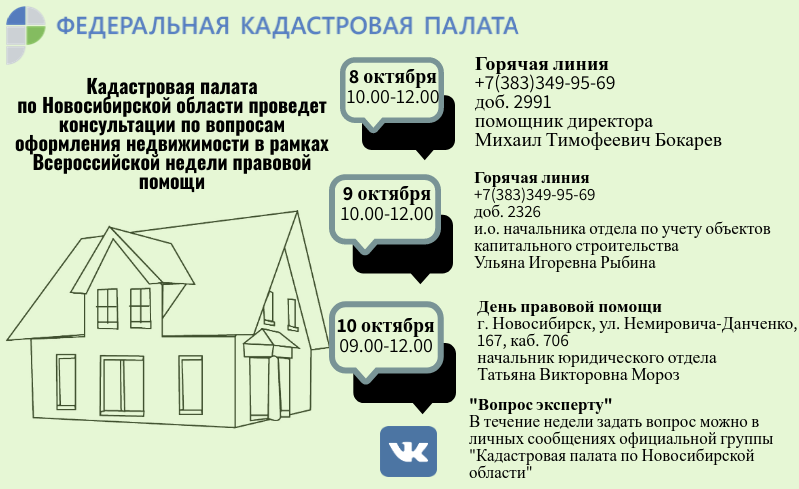 ФЕДЕРАЛЬНАЯ КАДАСТРОВАЯ ПАЛАТА
Кадастровая палата
по Новосибирской области проведет
консультации по вопросам
оформления недвижимости в рамках
Всероссийской недели правовой
помощи
8 октября
10.00-12.00
Горячая линия
+7(383)349-95-69
доб. 2991
помощник директора
Михаил Тимофеевич Бокарев
9 октября
10.00-12.00
Горячая линия
+7(383)349-95-69
доб. 2326
и.о. начальника отдела по учету объектов
капитального строительства
Ульяна Игоревна Рыбина
10 октября
09.00-12.00
День правовой помощи
г. Новосибирск, ул. Немировича-Данченко,
167, каб. 706
начальник юридического отдела
Татьяна Викторовна Мороз
"Вопрос эксперту"
В течение недели задать вопрос можно в
личных сообщениях официальной группы
"Кадастровая палата по Новосибирской
области"